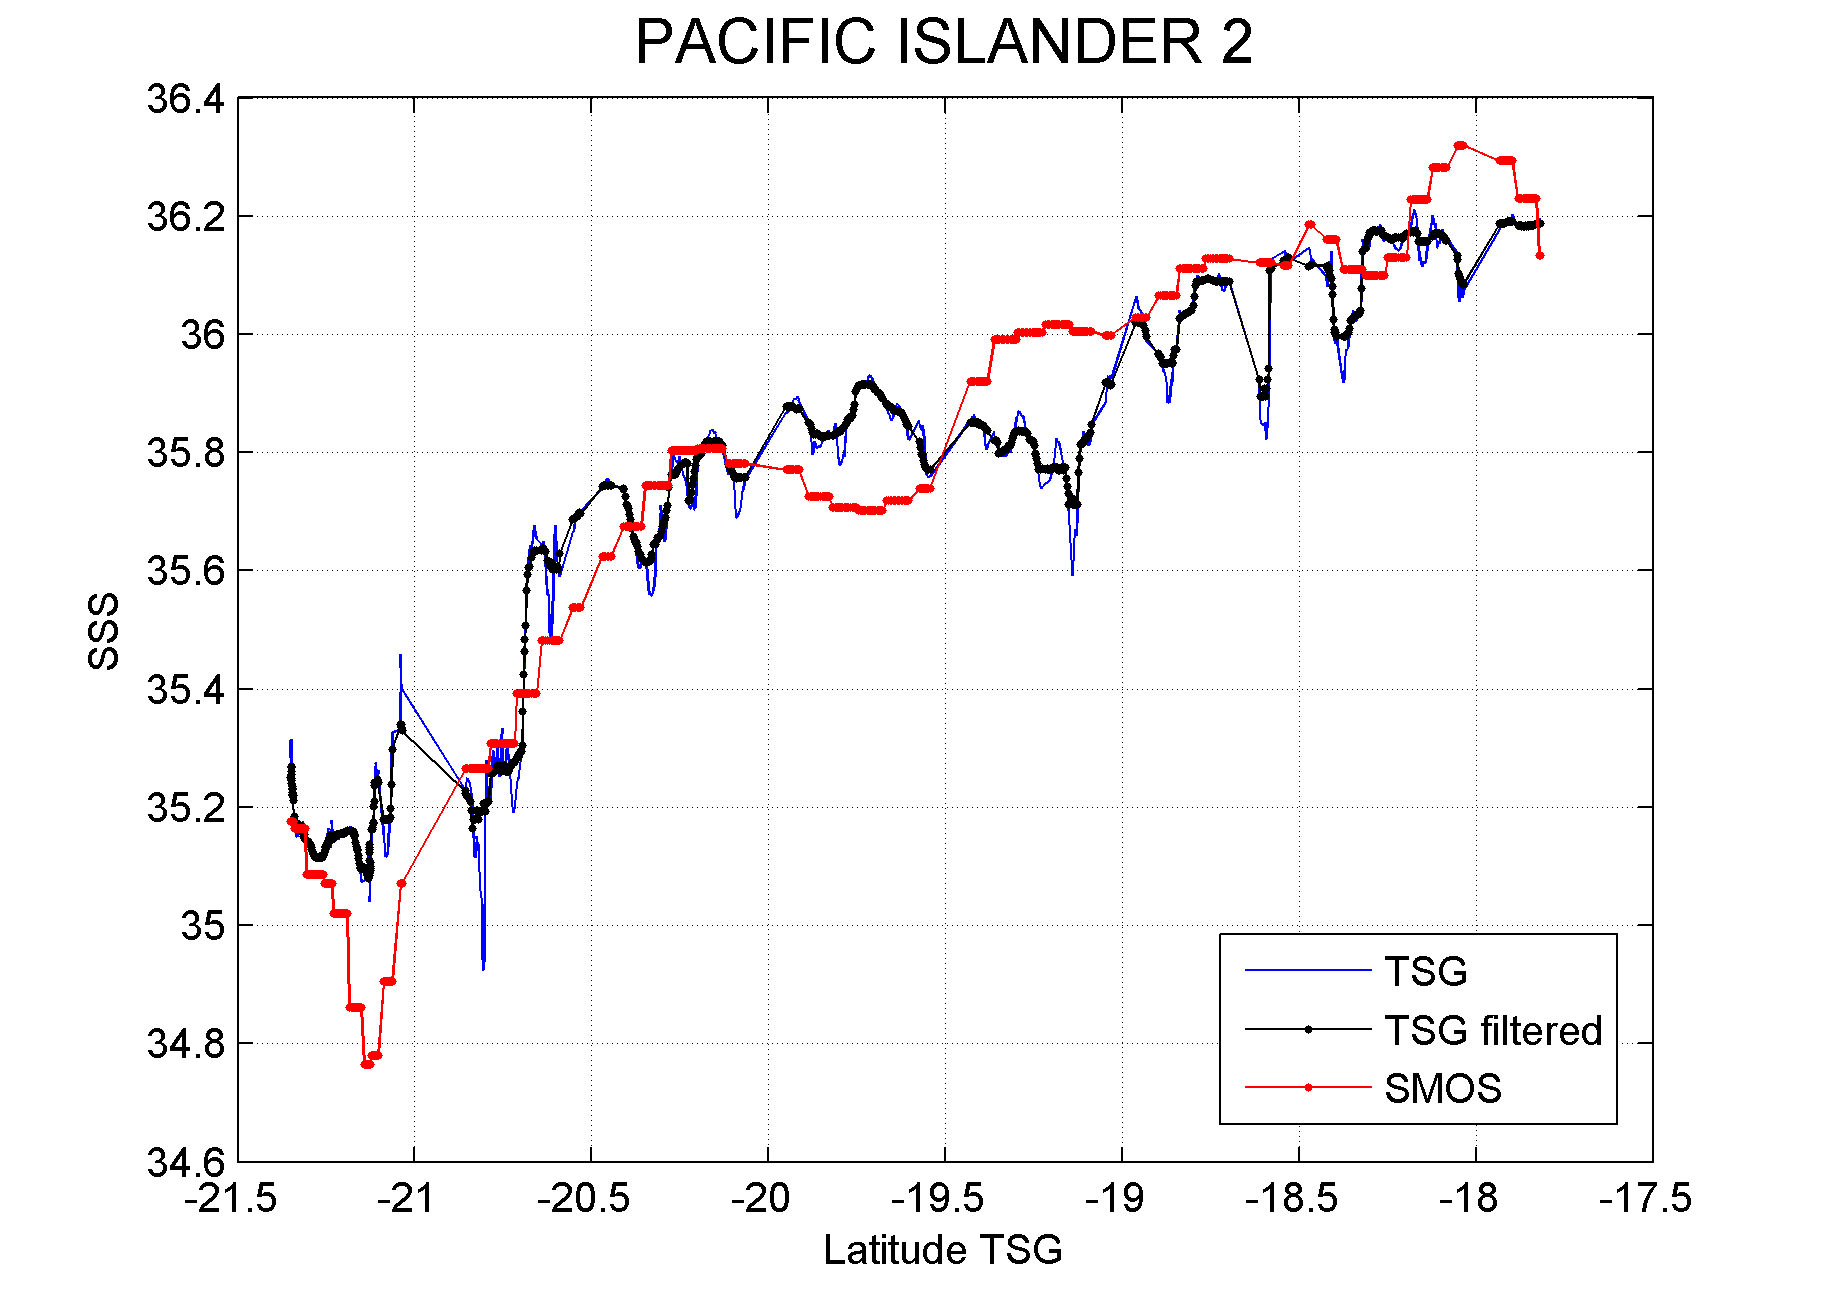 PACIFIC ISLANDER 2
36.4
36.2
36
35.8
35.6
35.4
35.2
35
34.8
34.6
SSS
-21.5 -21 -20.5 -20 -19.5 -19 -18.5 -18 -17.5
Latitude TSG
TSG
TSG filtered
SMOS